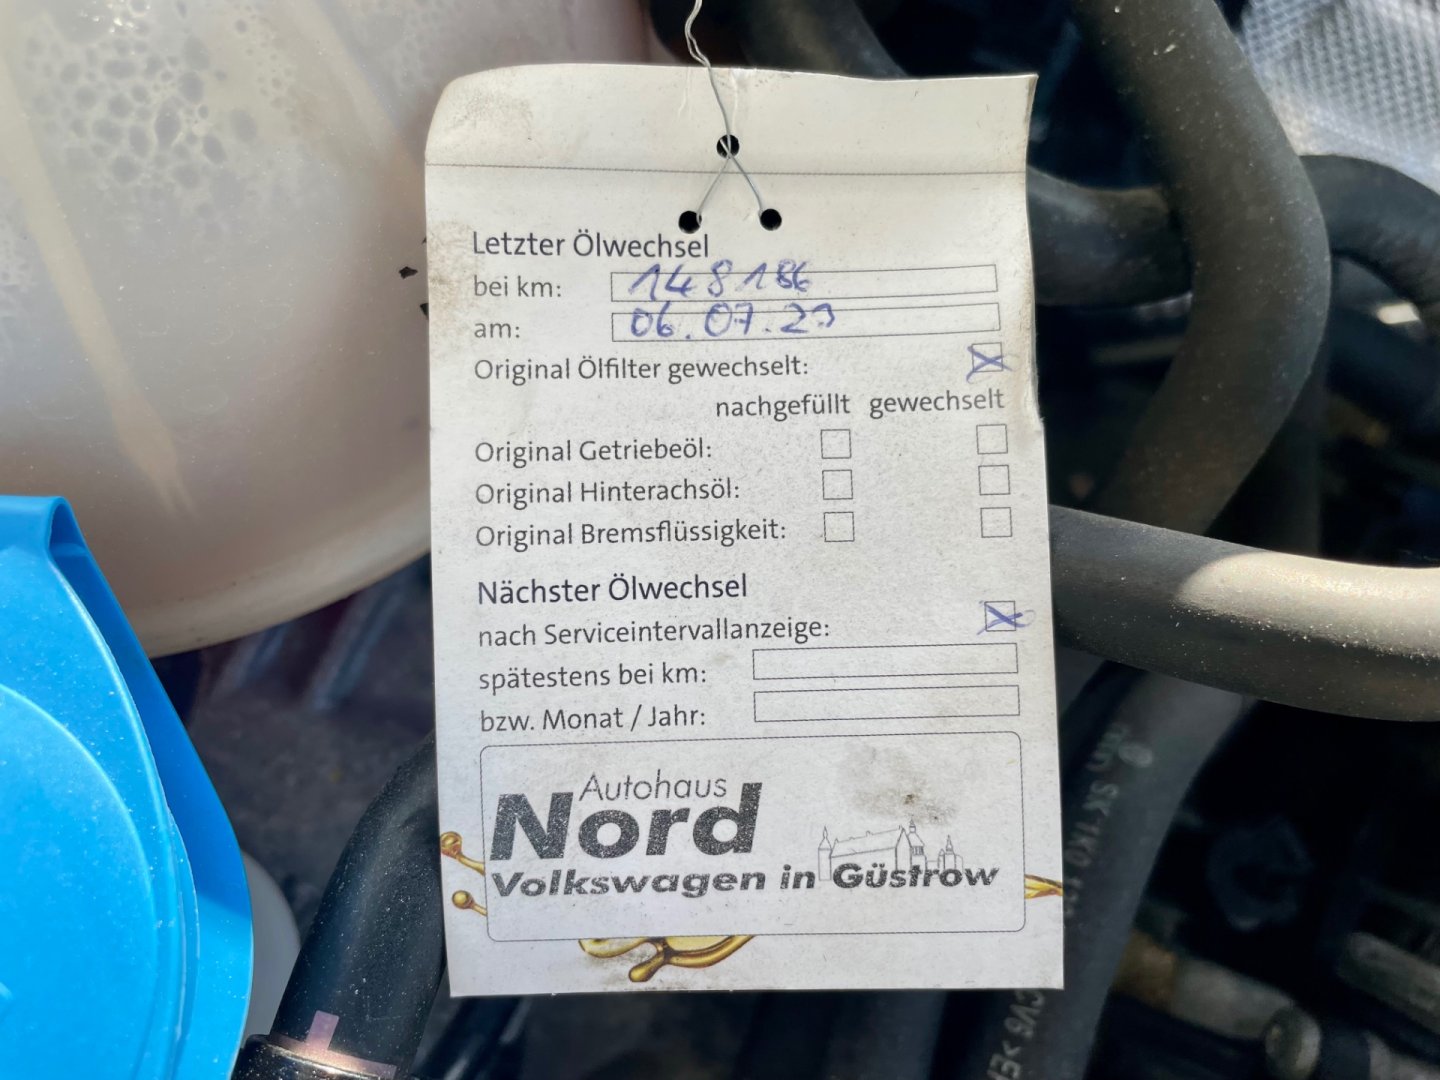 Letzter Ölwechsel
bei km: 148186
am: 06.07.23
Original Ölfilter gewechselt:
nachgefüllt gewechselt
Original Getriebeöl:
Original Hinterachsöl:
Original Bremsflüssigkeit:
Nächster Ölwechsel
nach Serviceintervallanzeige:
spätestens bei km:
bzw. Monat / Jahr:
Autohaus
Nord
Volkswagen in Güstrow